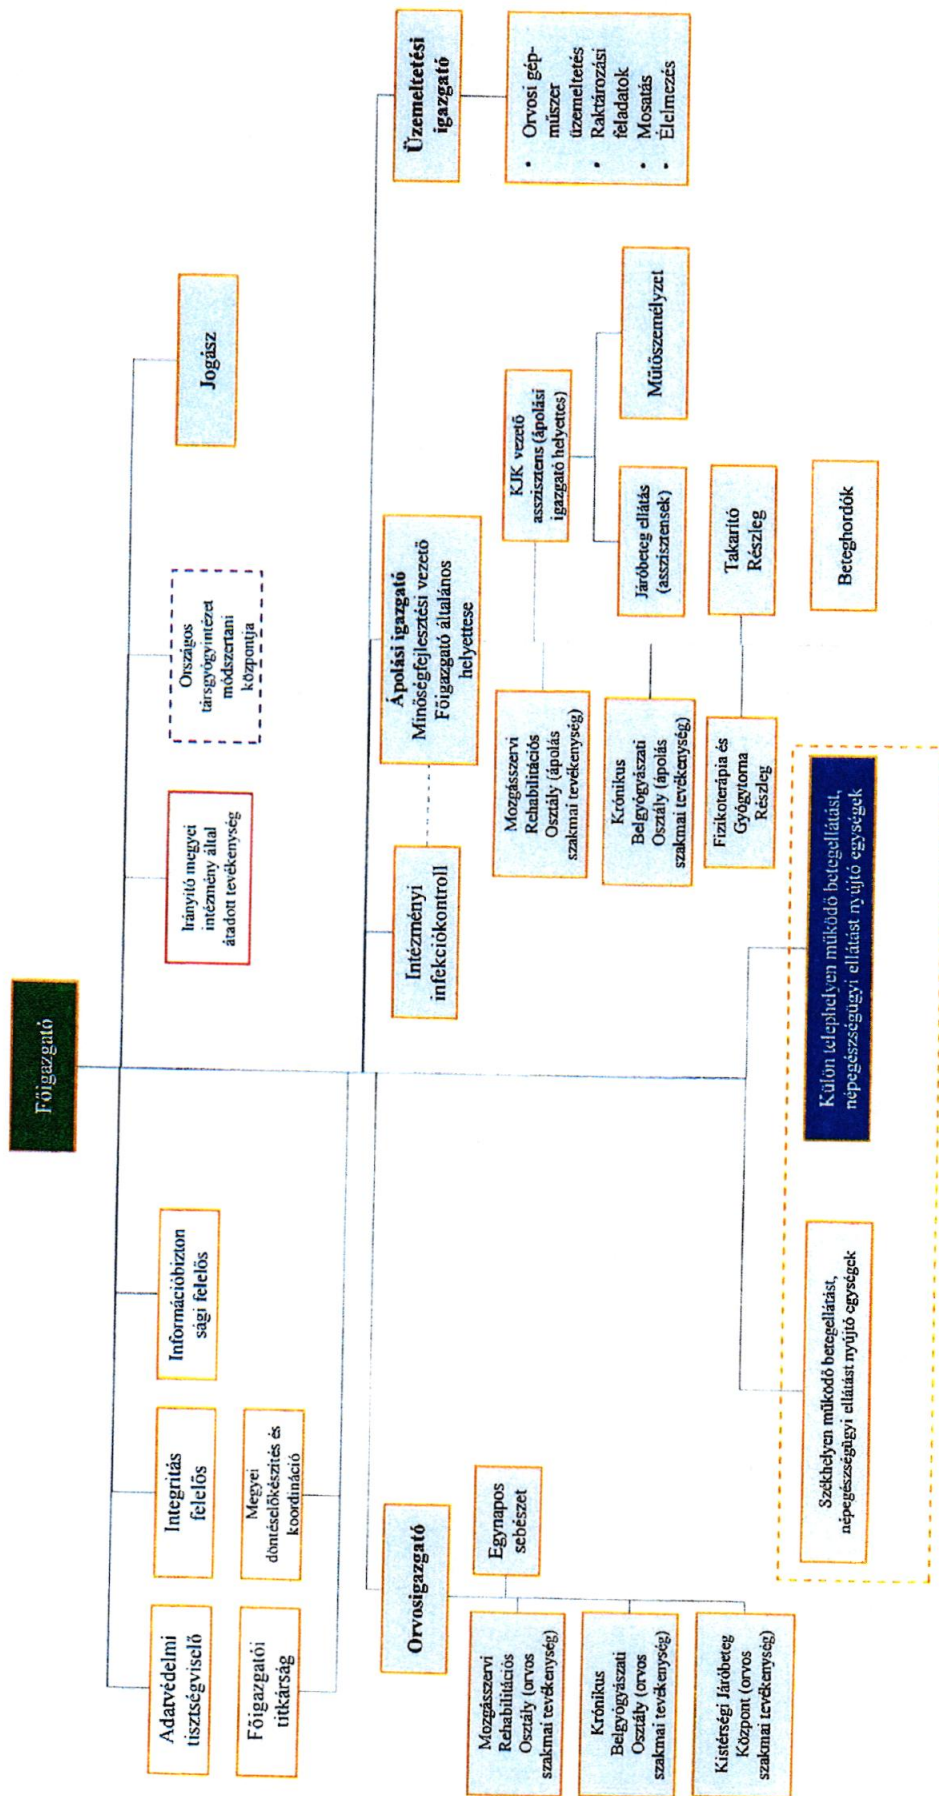 Főigazgató
Adatvédelmi
tisztségviselő
Integritás
felelős
Információbizton
sági felelős
Irányító megyei
intézmény által
átadott tevékenység
Országos
társgyógyintézet
módszertani
központja
Jogász
Főigazgatói
titkárság
Megyei
döntéselőkészítés és
koordináció
Orvosigazgató
Intézményi
infekciókontroll
Ápolási igazgató
Minőségfejlesztési vezető
Főigazgató általános
helyettese
Üzemeltetési
igazgató
Egynapos
sebészet
Mozgásszervi
Rehabilitációs
Osztály (orvos
szakmai tevékenység)
Krónikus
Belgyógyászati
Osztály (orvos
szakmai tevékenység)
Kistérségi Járóbeteg
Központ (orvos
szakmai tevékenység)
Mozgásszervi
Rehabilitációs
Osztály (ápolás
szakmai tevékenység)
KJK vezető
asszisztens (ápolási
igazgató helyettes)
Krónikus
Belgyógyászati
Osztály (ápolás
szakmai tevékenység)
Járóbeteg ellátás
(asszisztensek)
Műtőszemélyzet
Fizikoterápia és
Gyógytorna
Részleg
Takarító
Részleg
Beteghordók
• Orvosi gép-
műszer
üzemeltetés
• Raktározási
feladatok
• Mosatás
• Élelmezés
Székhelyen működő betegellátást,
népegészségügyi ellátást nyújtó egységek
Külön telephelyen működő betegellátást,
népegészségügyi ellátást nyújtó egységek